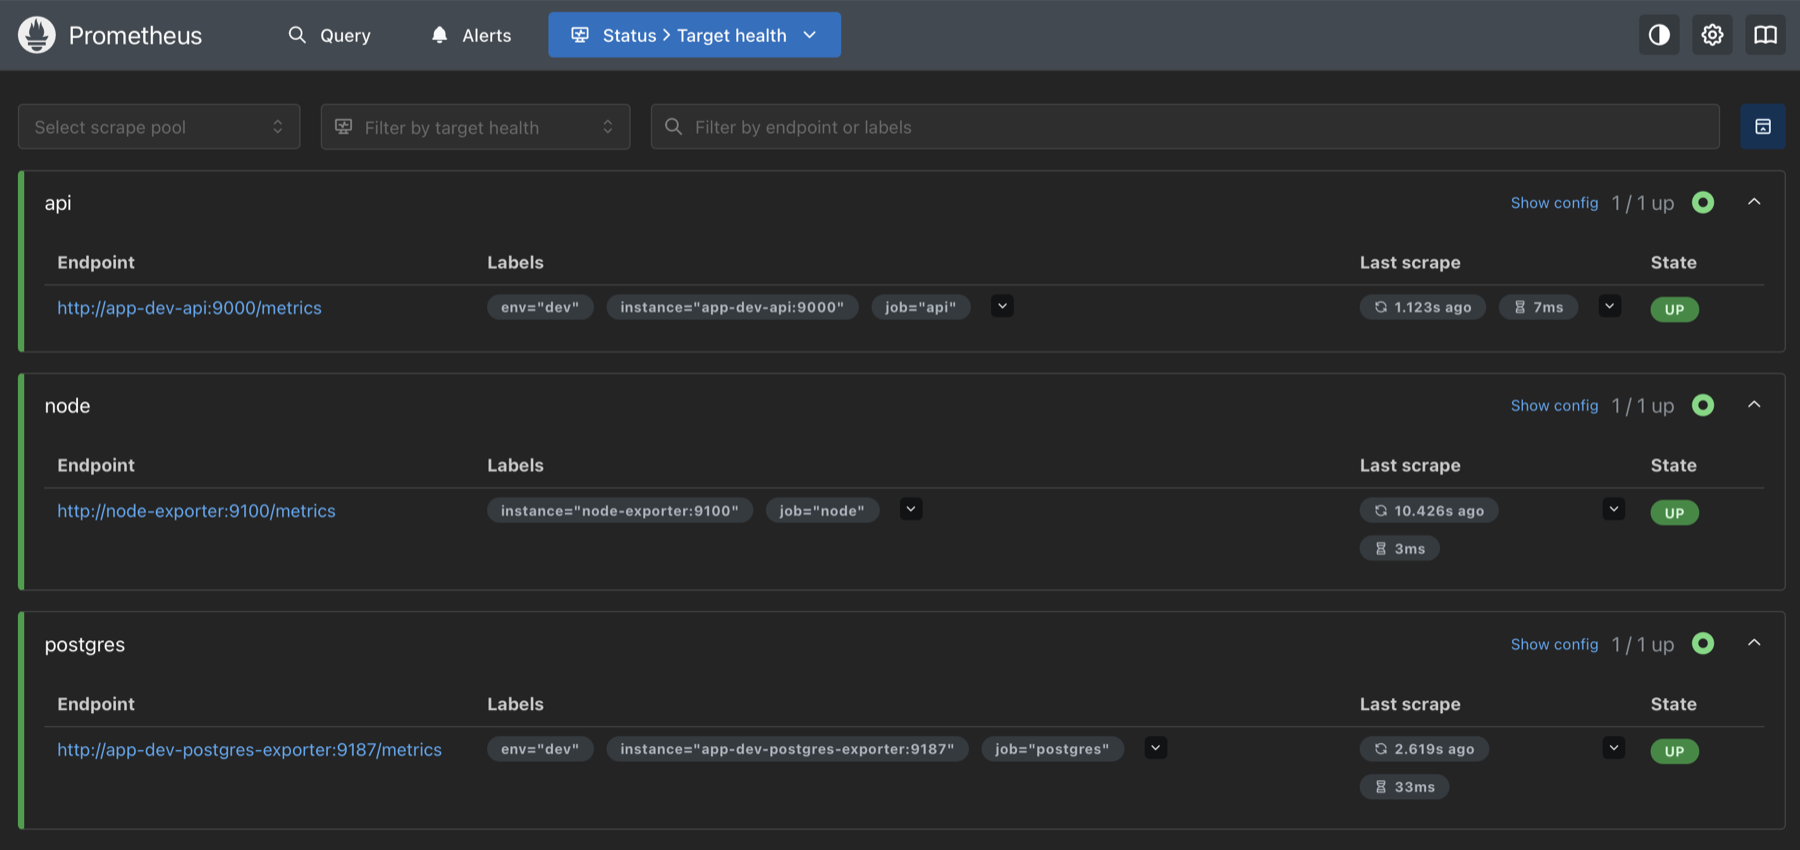 Prometheus Query Alerts Status > Target health
Select scrape pool Filter by target health Filter by endpoint or labels
api Show config 1 / 1 up
Endpoint Labels Last scrape State
http://app-dev-api:9000/metrics env="dev" instance="app-dev-api:9000" job="api" 1.123s ago 7ms UP
node Show config 1 / 1 up
Endpoint Labels Last scrape State
http://node-exporter:9100/metrics instance="node-exporter:9100" job="node" 10.426s ago UP
3ms
postgres Show config 1 / 1 up
Endpoint Labels Last scrape State
http://app-dev-postgres-exporter:9187/metrics env="dev" instance="app-dev-postgres-exporter:9187" job="postgres" 2.619s ago UP
33ms